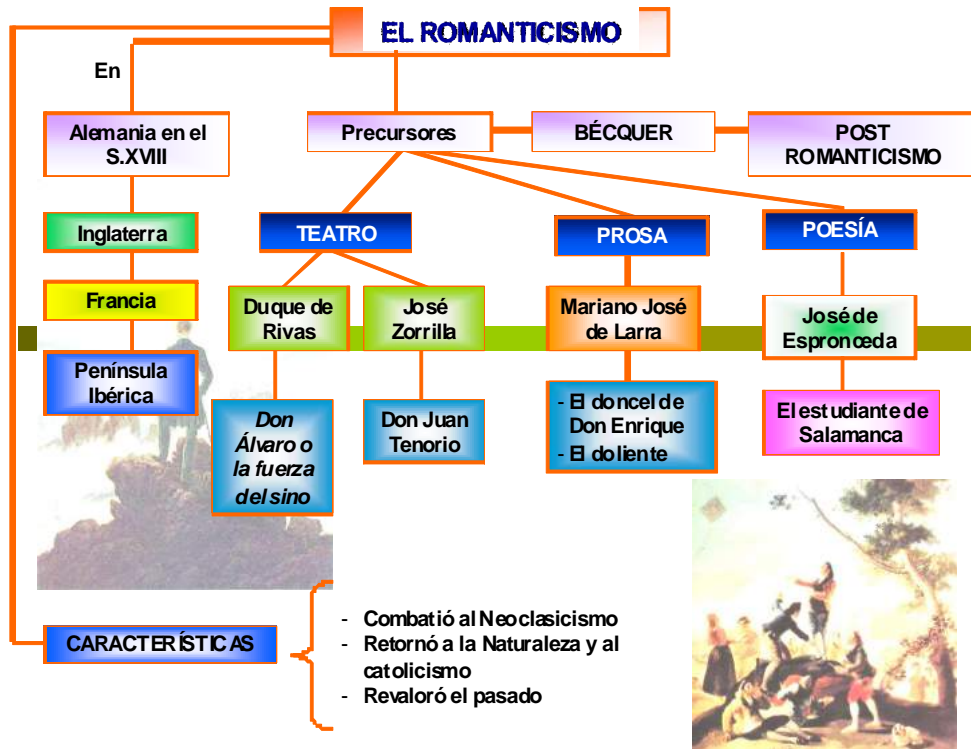 EL ROMANTICISMO
En
Alemania en el
S.XVIII
Precursores
BÉCQUER
POST
ROMANTICISMO
Inglaterra
Francia
Península
Ibérica
TEATRO
PROSA
POESÍA
Duque de
Rivas
José
Zorrilla
Mariano José
de Larra
José de
Espronceda
Don
Álvaro o
la fuerza
del sino
Don Juan
Tenorio
- El doncel de
Don Enrique
- El doliente
El estudiante de
Salamanca
CARACTERÍSTICAS
- Combatió al Neoclasicismo
- Retornó a la Naturaleza y al
catolicismo
- Revaloró el pasado